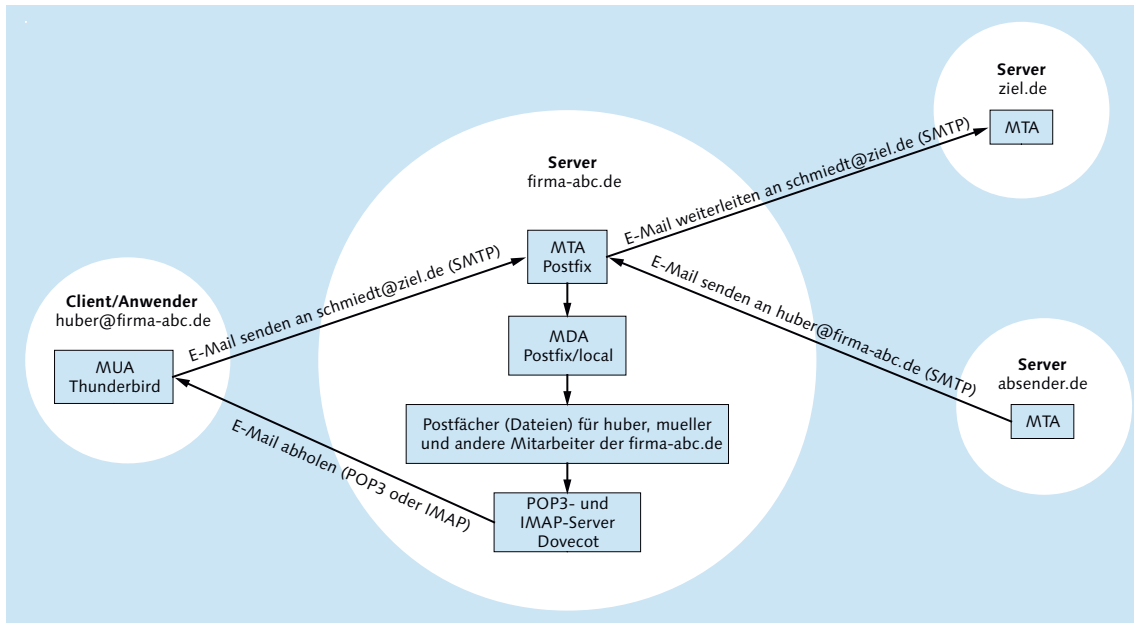 Server
ziel.de
MTA
E-Mail weiterleiten an schmiedt@ziel.de (SMTP)
Server
firma-abc.de
MTA
Postfix
E-Mail senden an schmiedt@ziel.de (SMTP)
E-Mail senden an huber@firma-abc.de (SMTP)
Client/Anwender
huber@firma-abc.de
MUA
Thunderbird
MDA
Postfix/local
Server
absender.de
MTA
Postfächer (Dateien) für huber, mueller
und andere Mitarbeiter der firma-abc.de
E-Mail abholen (POP3 oder IMAP)
POP3- und
IMAP-Server
Dovecot